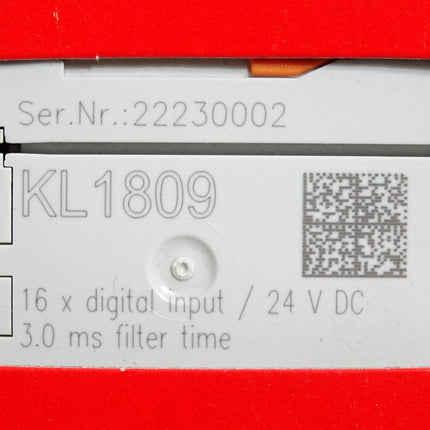 Ser.Nr.:22230002
KL1809
16 x digital input / 24 V DC
3.0 ms filter time